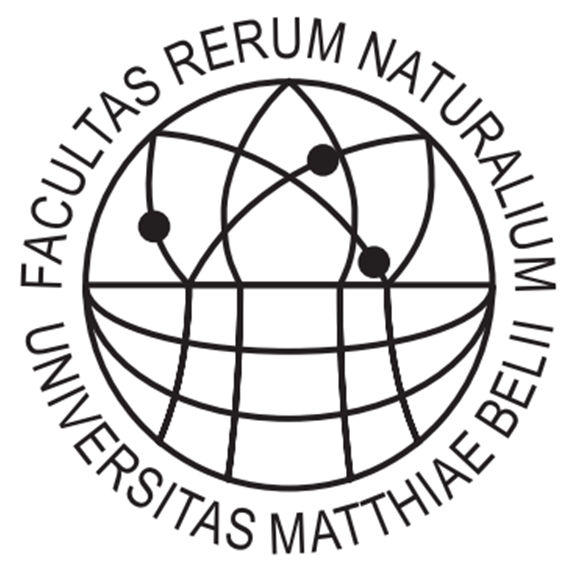 FACULTAS RERUM NATURALIUM
UNIVERSITAS MATTHIAE BELII